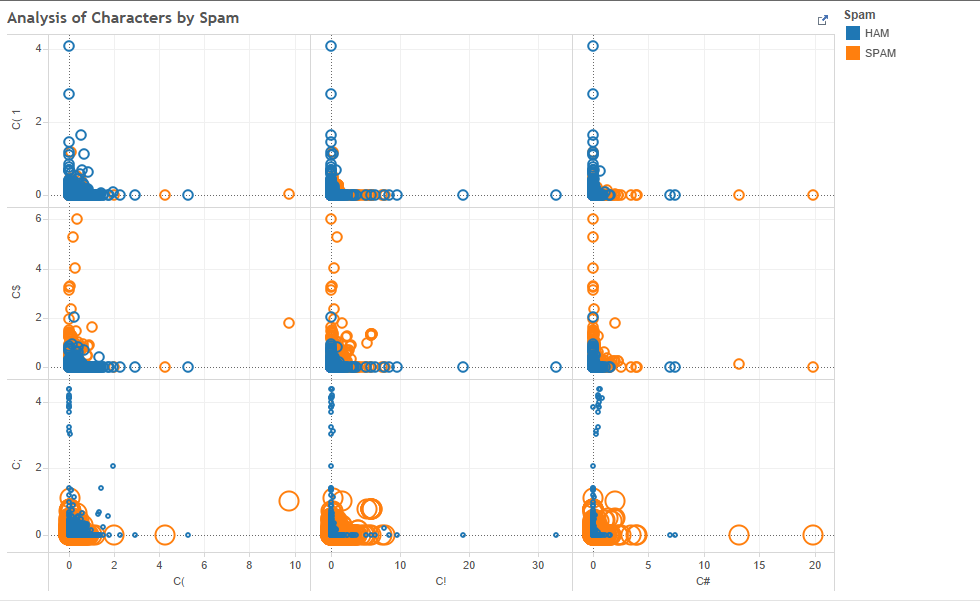 Analysis of Characters by Spam
Spam
HAM
SPAM
C( 1
4
2
0
C$
6
4
2
0
C;
4
2
0
0 2 4 6 8 10
0 10 20 30
0 5 10 15 20
C(
C!
C#